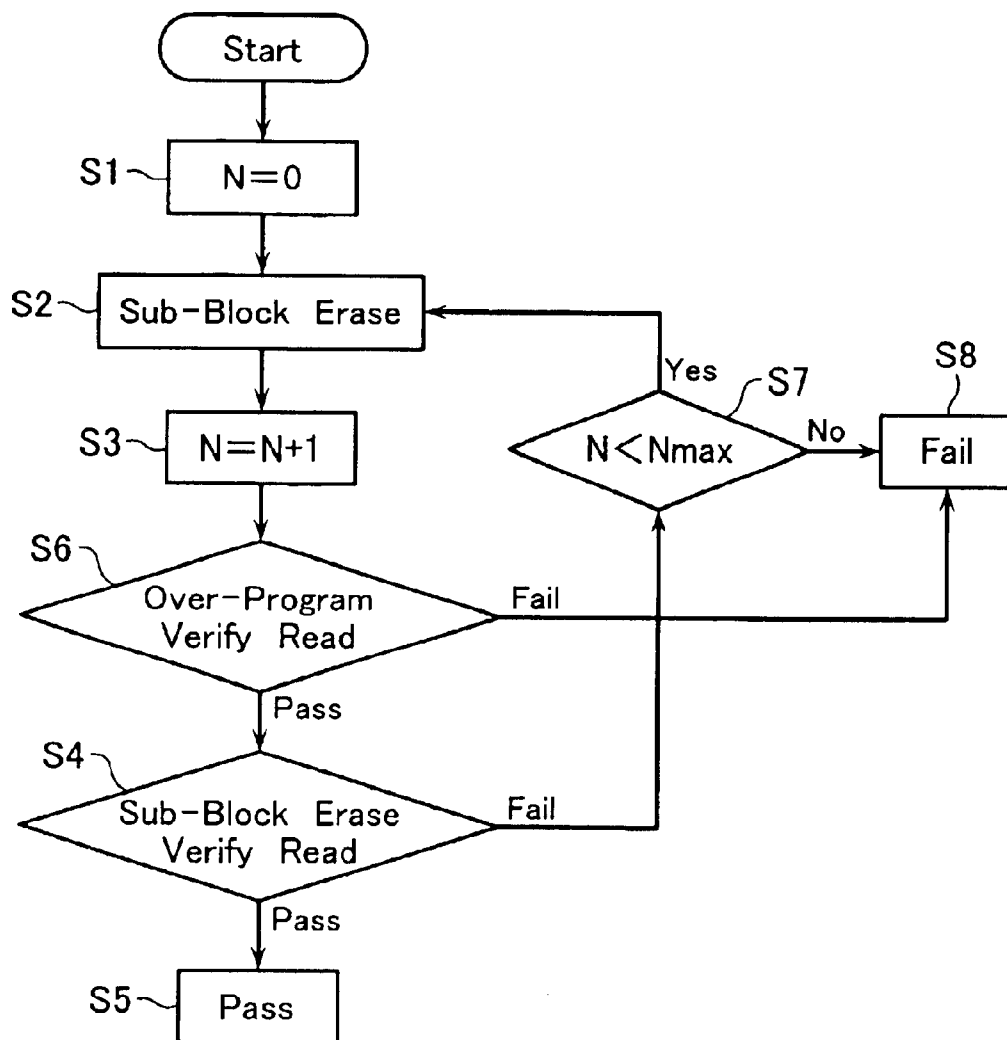 Start
S1
N=0
S2
Sub-Block Erase
S3
N=N+1
Yes
S7
N<Nmax
No
S8
Fail
S6
Over-Program
Verify Read
Fail
Pass
S4
Sub-Block Erase
Verify Read
Fail
Pass
S5
Pass